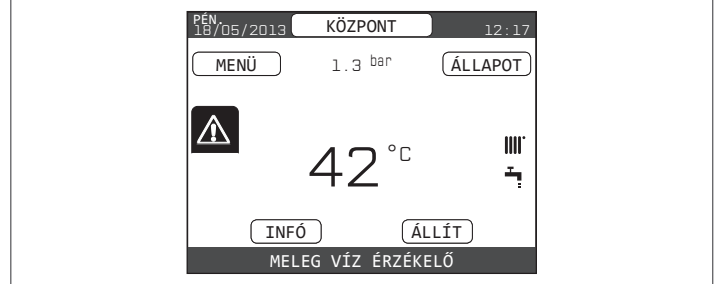 PÉN.
18/05/2013 KÖZPONT 12:17
MENÜ 1.3 bar ÁLLAPOT
42 °C
INFÓ ÁLLÍT
MELEG VÍZ ÉRZÉKELŐ